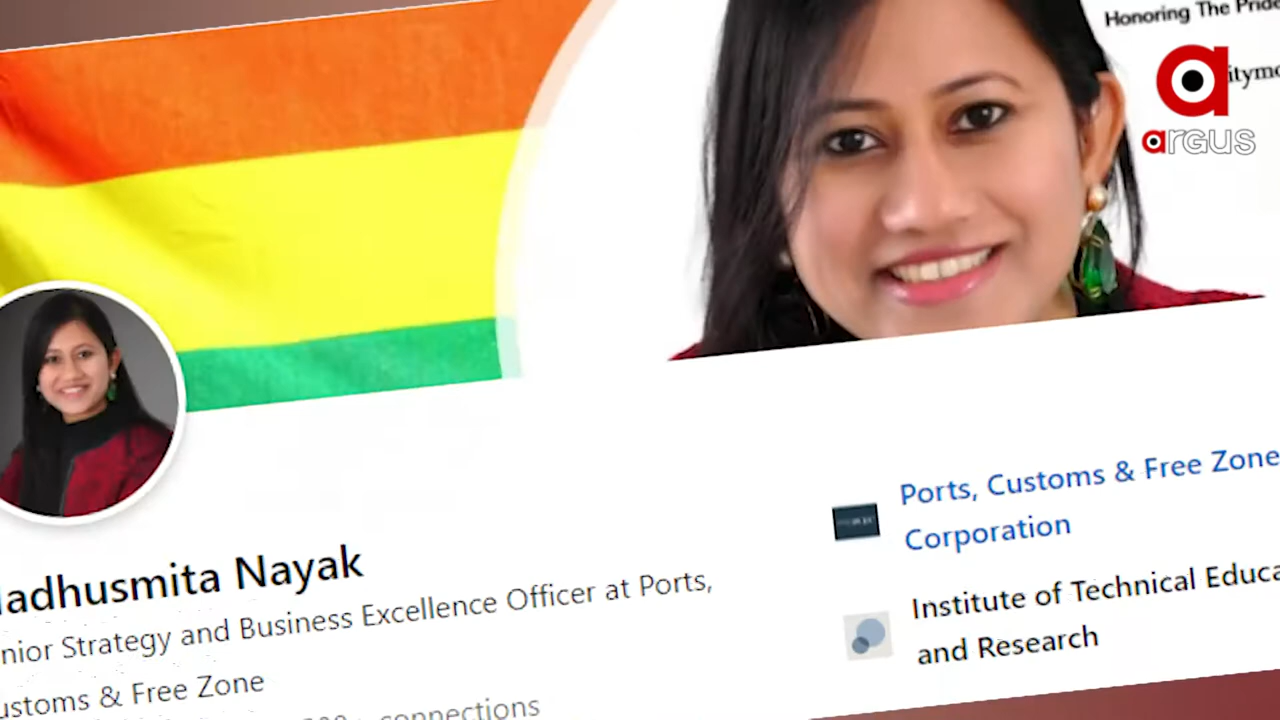 Honoring The Pride
itymo
argus
Ports, Customs & Free Zone
Corporation
adhusmita Nayak
nior Strategy and Business Excellence Officer at Ports,
ustoms & Free Zone
Institute of Technical Educa
and Research
connections